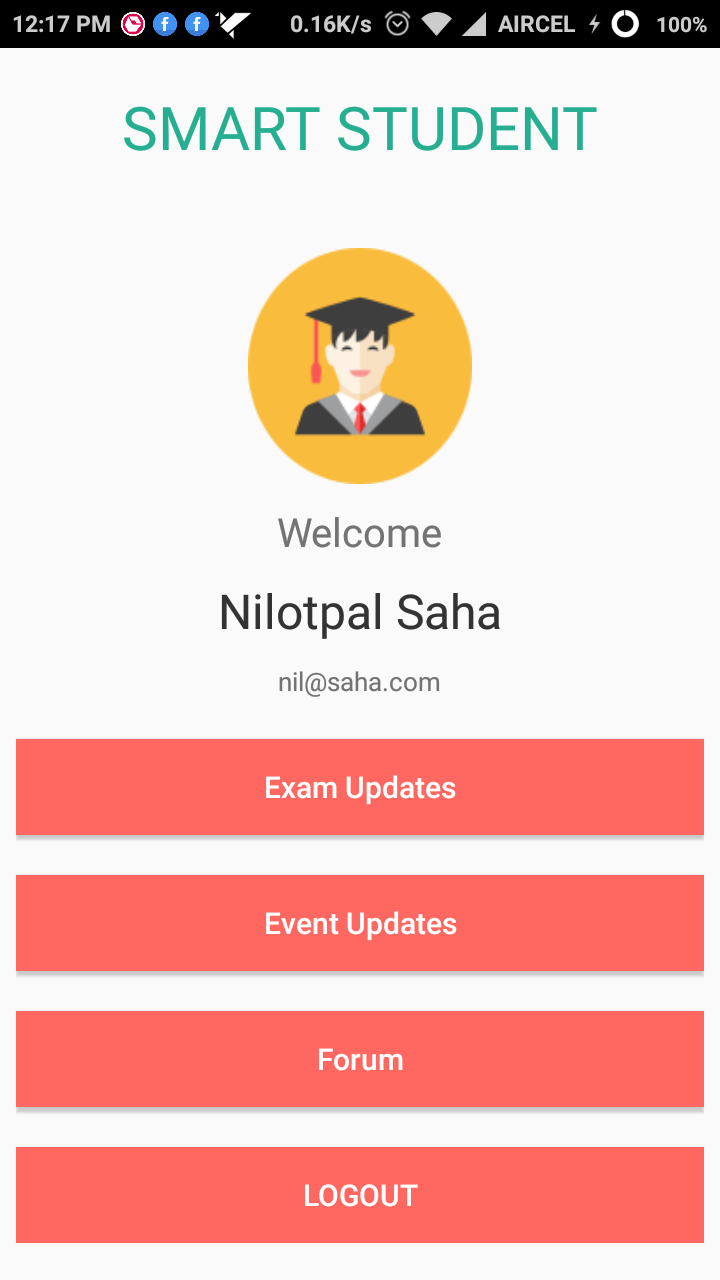 12:17 PM 0.16K/s AIRCEL 100%
SMART STUDENT
Welcome
Nilotpal Saha
nil@saha.com
Exam Updates
Event Updates
Forum
LOGOUT